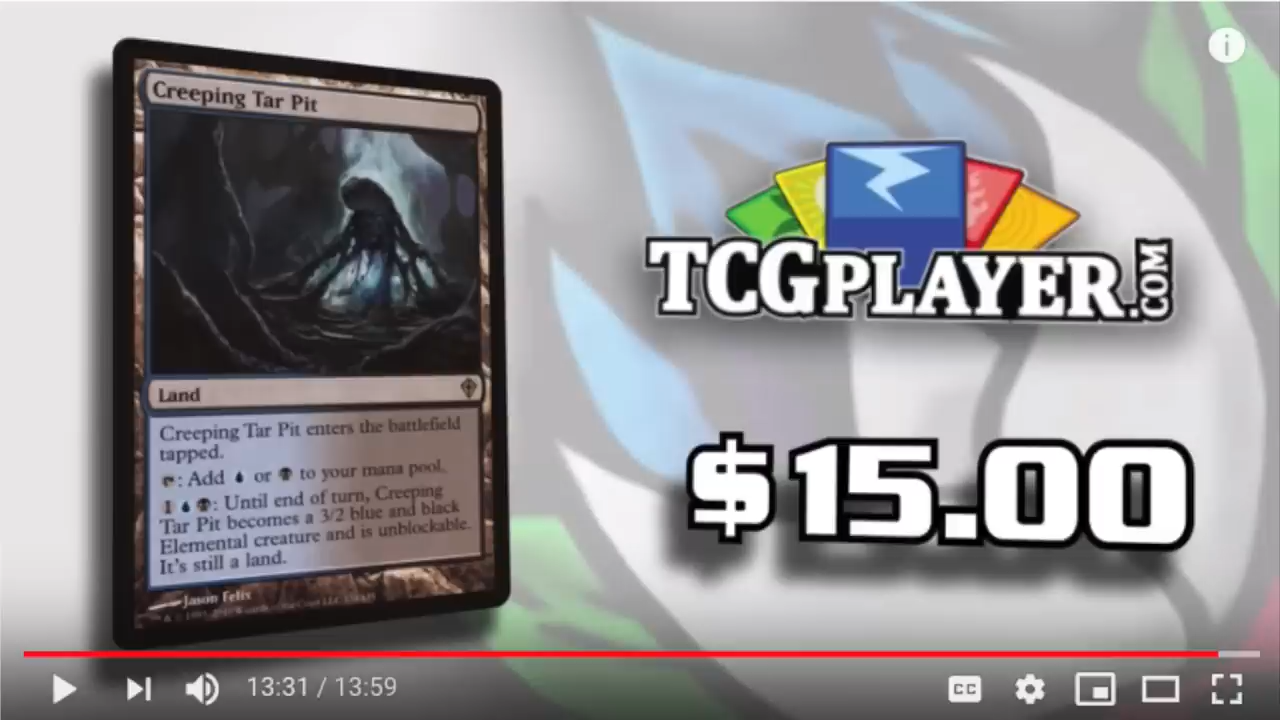 Creeping Tar Pit
Land
Creeping Tar Pit enters the battlefield
tapped.
: Add or to your mana pool.
: Until end of turn, Creeping
Tar Pit becomes a 3/2 blue and black
Elemental creature and is unblockable.
It's still a land.
Jason Felix
TCGPLAYER.COM
$15.00
i
13:31 / 13:59
CC